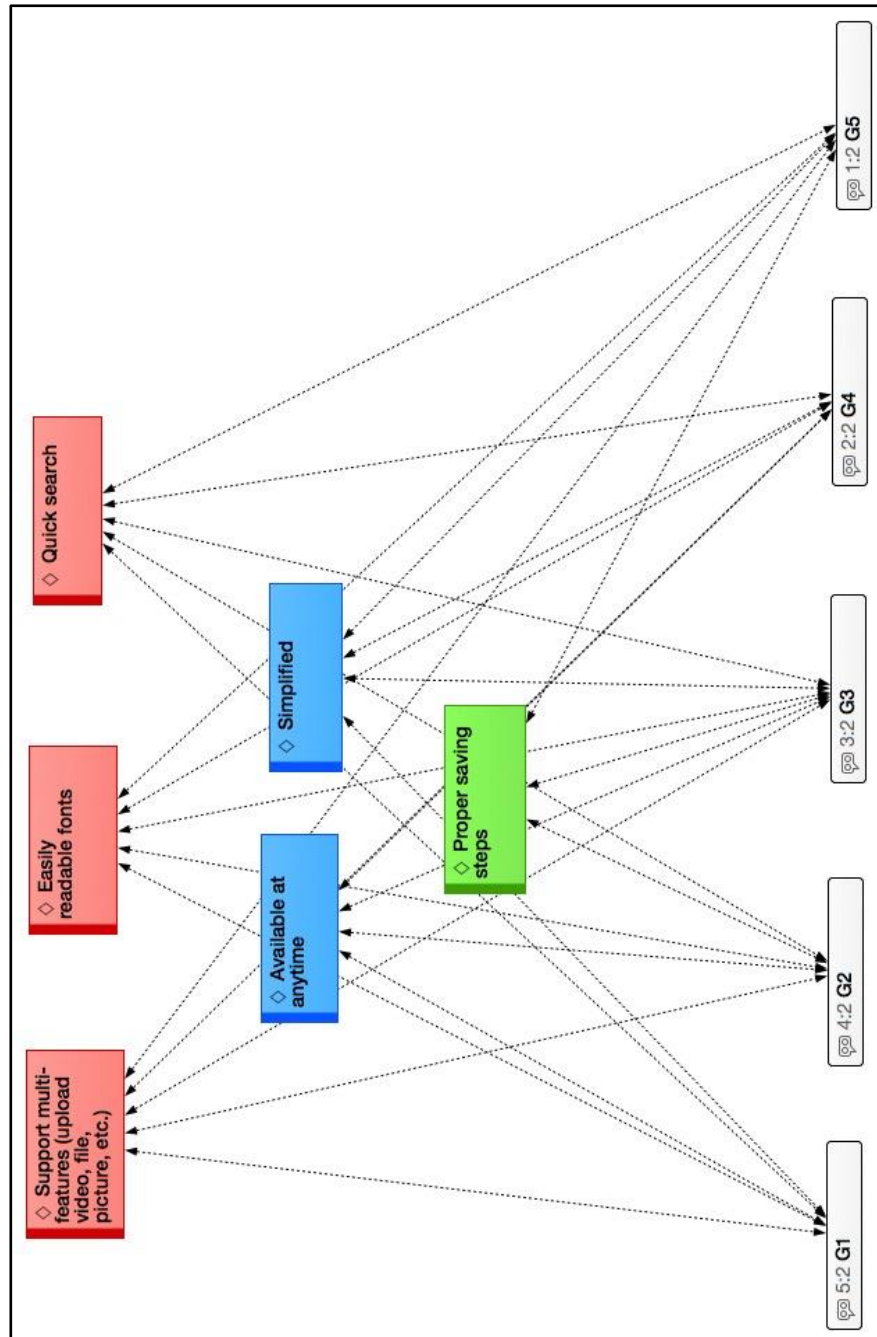 ◇ Support multi-
features (upload
video, file,
picture, etc.)
◇ Easily
readable fonts
◇ Quick search
◇ Available at
anytime
◇ Simplified
◇ Proper saving
steps
5:2 G1
4:2 G2
3:2 G3
2:2 G4
1:2 G5